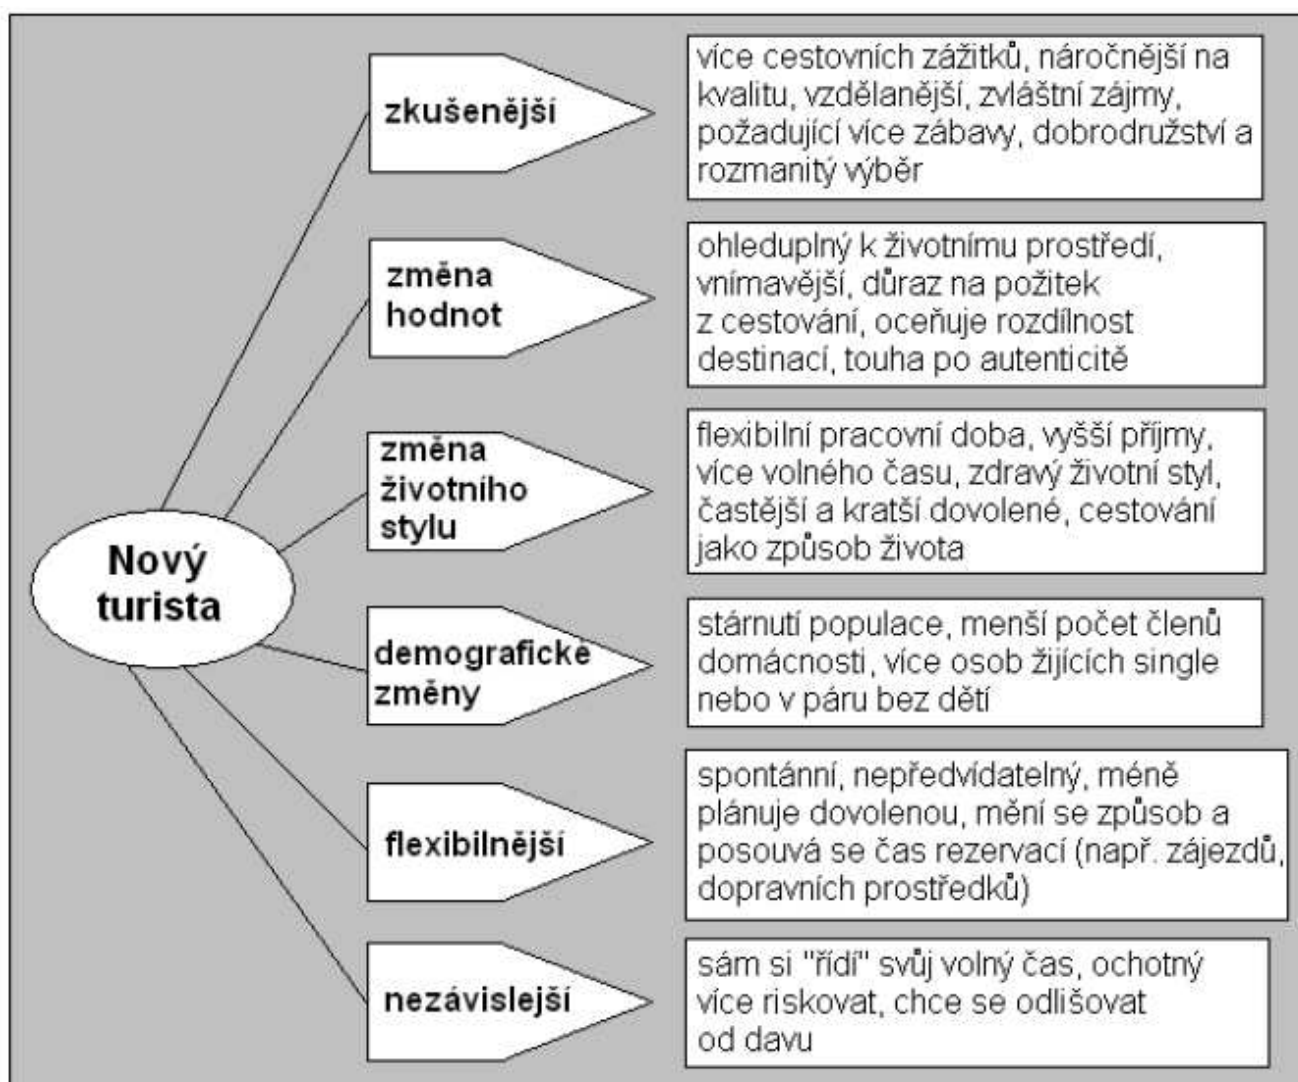 Nový
turista
zkušenější
více cestovních zážitků, náročnější na
kvalitu, vzdělanější, zvláštní zájmy,
požadující více zábavy, dobrodružství a
rozmanitý výběr
změna
hodnot
ohleduplný k životnímu prostředí,
vnímavější, důraz na požitek
z cestování, oceňuje rozdílnost
destinací, touha po autenticitě
změna
životního
stylu
flexibilní pracovní doba, vyšší příjmy,
více volného času, zdravý životní styl,
častější a kratší dovolené, cestování
jako způsob života
demografické
změny
stárnutí populace, menší počet členů
domácnosti, více osob žijících single
nebo v páru bez dětí
flexibilnější
spontánní, nepředvídatelný, méně
plánuje dovolenou, mění se způsob a
posouvá se čas rezervací (např. zájezdů,
dopravních prostředků)
nezávislejší
sám si "řídí" svůj volný čas, ochotný
více riskovat, chce se odlišovat
od davu